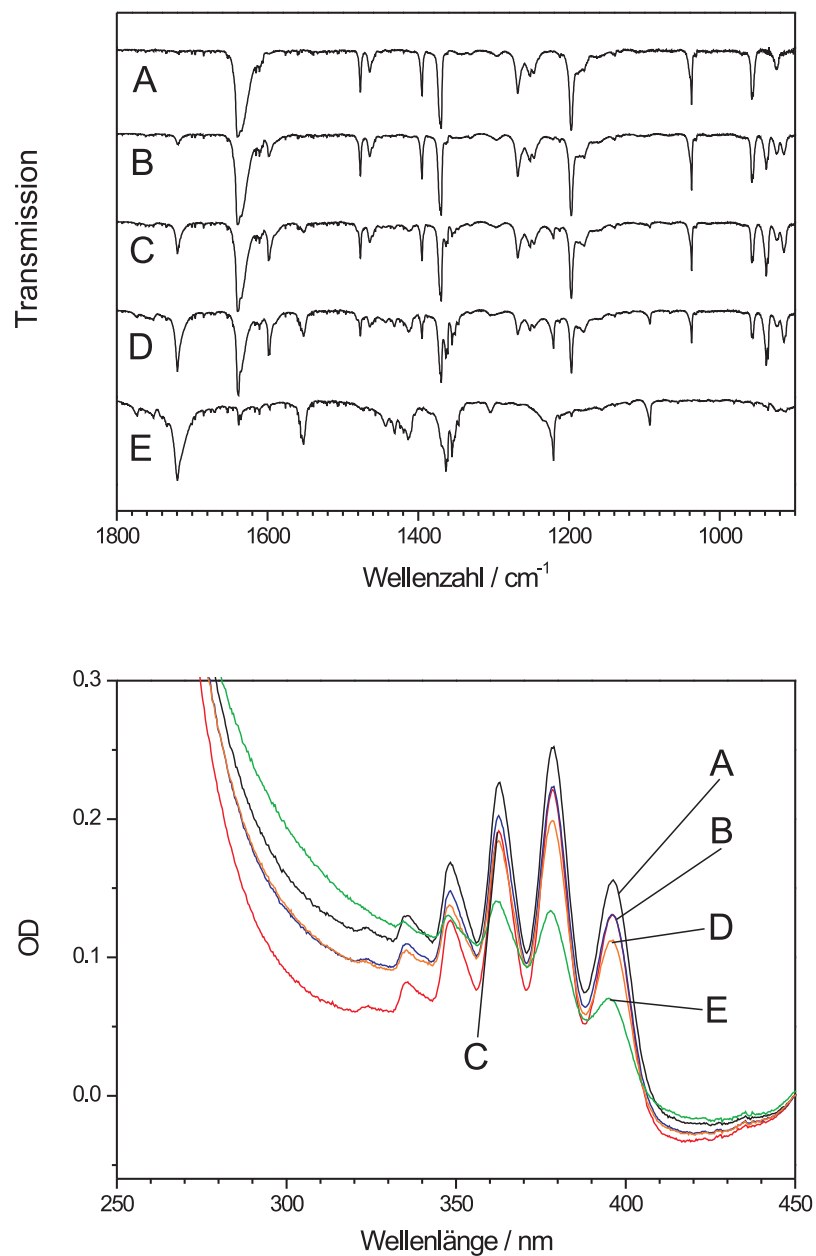 Transmission
A
B
C
D
E
1800 1600 1400 1200 1000
Wellenzahl / cm⁻¹
OD
0.3
0.2
0.1
0.0
A
B
D
E
C
250 300 350 400 450
Wellenlänge / nm